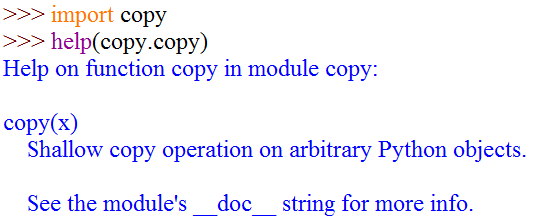 >>> import copy
>>> help(copy.copy)
Help on function copy in module copy:

copy(x)
    Shallow copy operation on arbitrary Python objects.

    See the module's __doc__ string for more info.